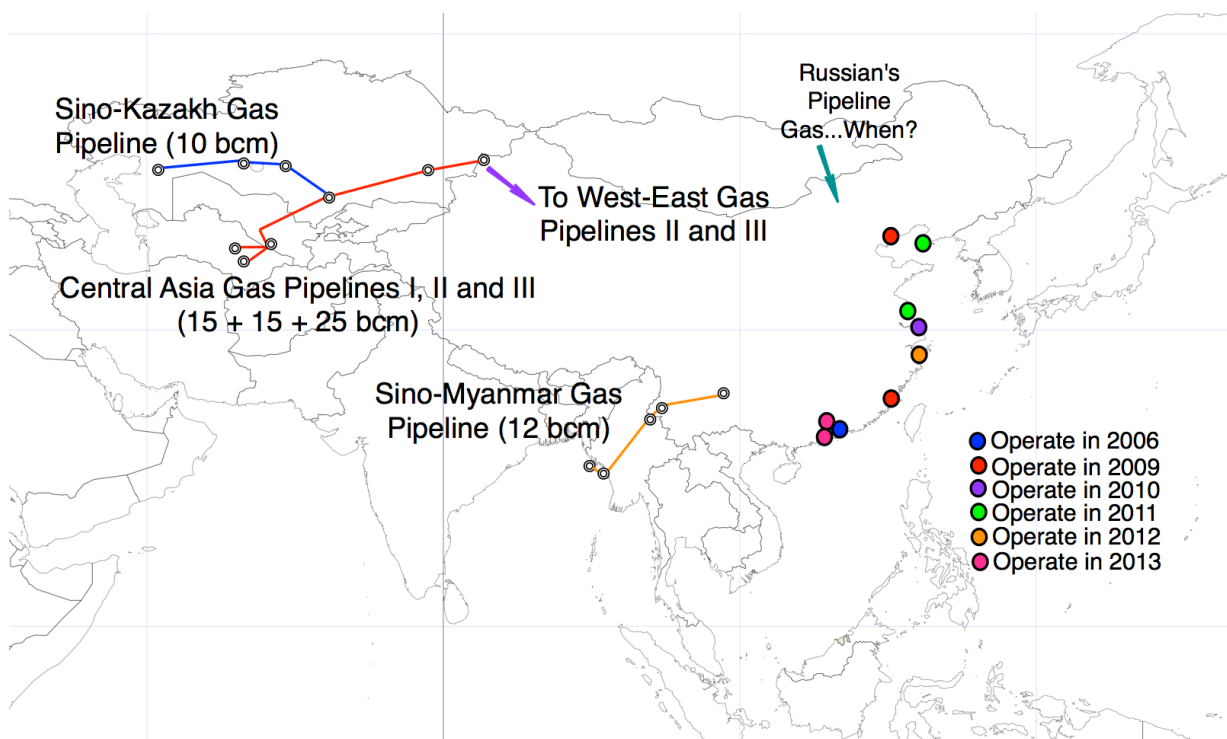 Russian's
Pipeline
Gas...When?
Sino-Kazakh Gas
Pipeline (10 bcm)
To West-East Gas
Pipelines II and III
Central Asia Gas Pipelines I, II and III
(15 + 15 + 25 bcm)
Sino-Myanmar Gas
Pipeline (12 bcm)
Operate in 2006
Operate in 2009
Operate in 2010
Operate in 2011
Operate in 2012
Operate in 2013